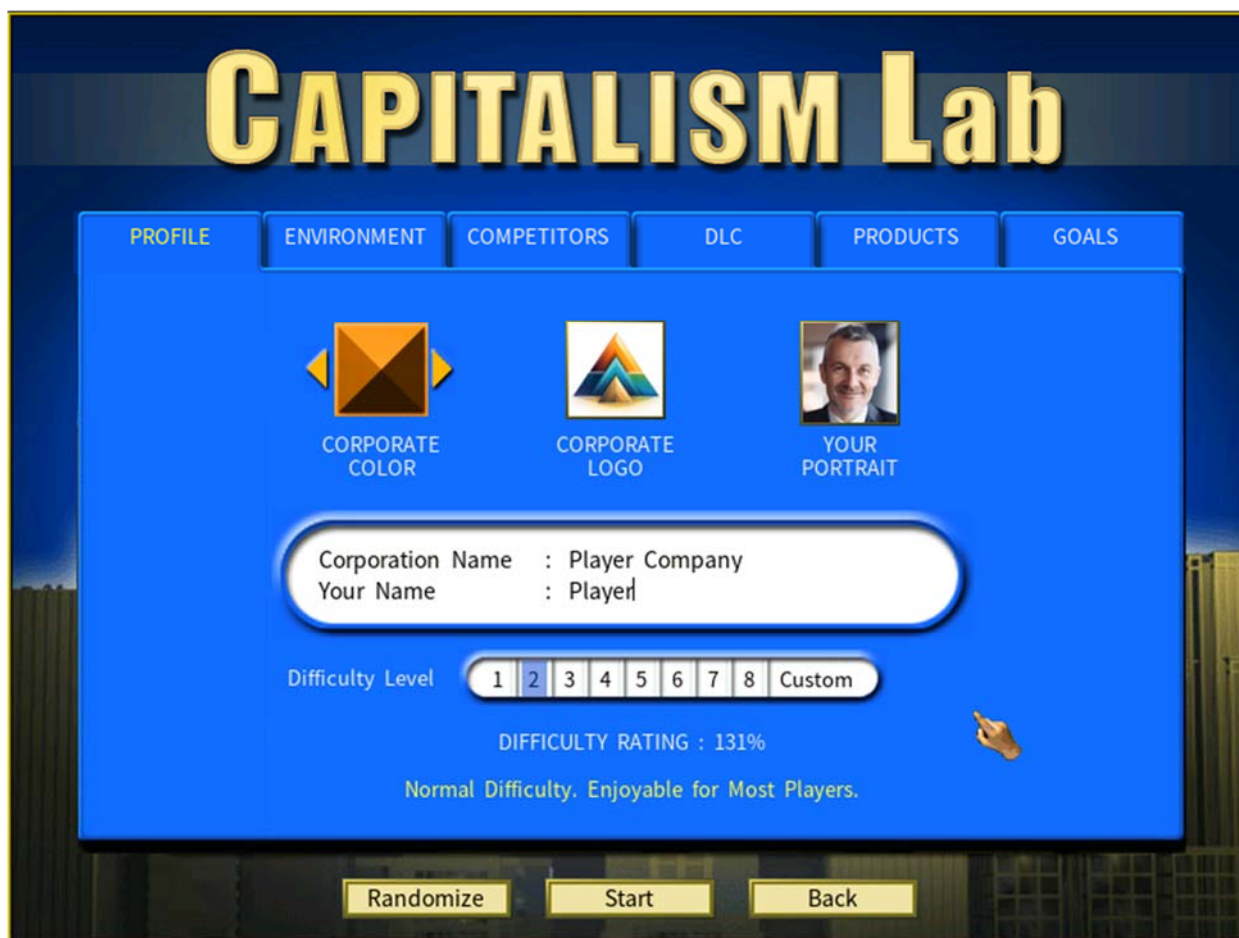 CAPITALISM Lab
PROFILE ENVIRONMENT COMPETITORS DLC PRODUCTS GOALS
CORPORATE COLOR
CORPORATE LOGO
YOUR PORTRAIT
Corporation Name : Player Company
Your Name : Player
Difficulty Level 1 2 3 4 5 6 7 8 Custom
DIFFICULTY RATING : 131%
Normal Difficulty. Enjoyable for Most Players.
Randomize Start Back